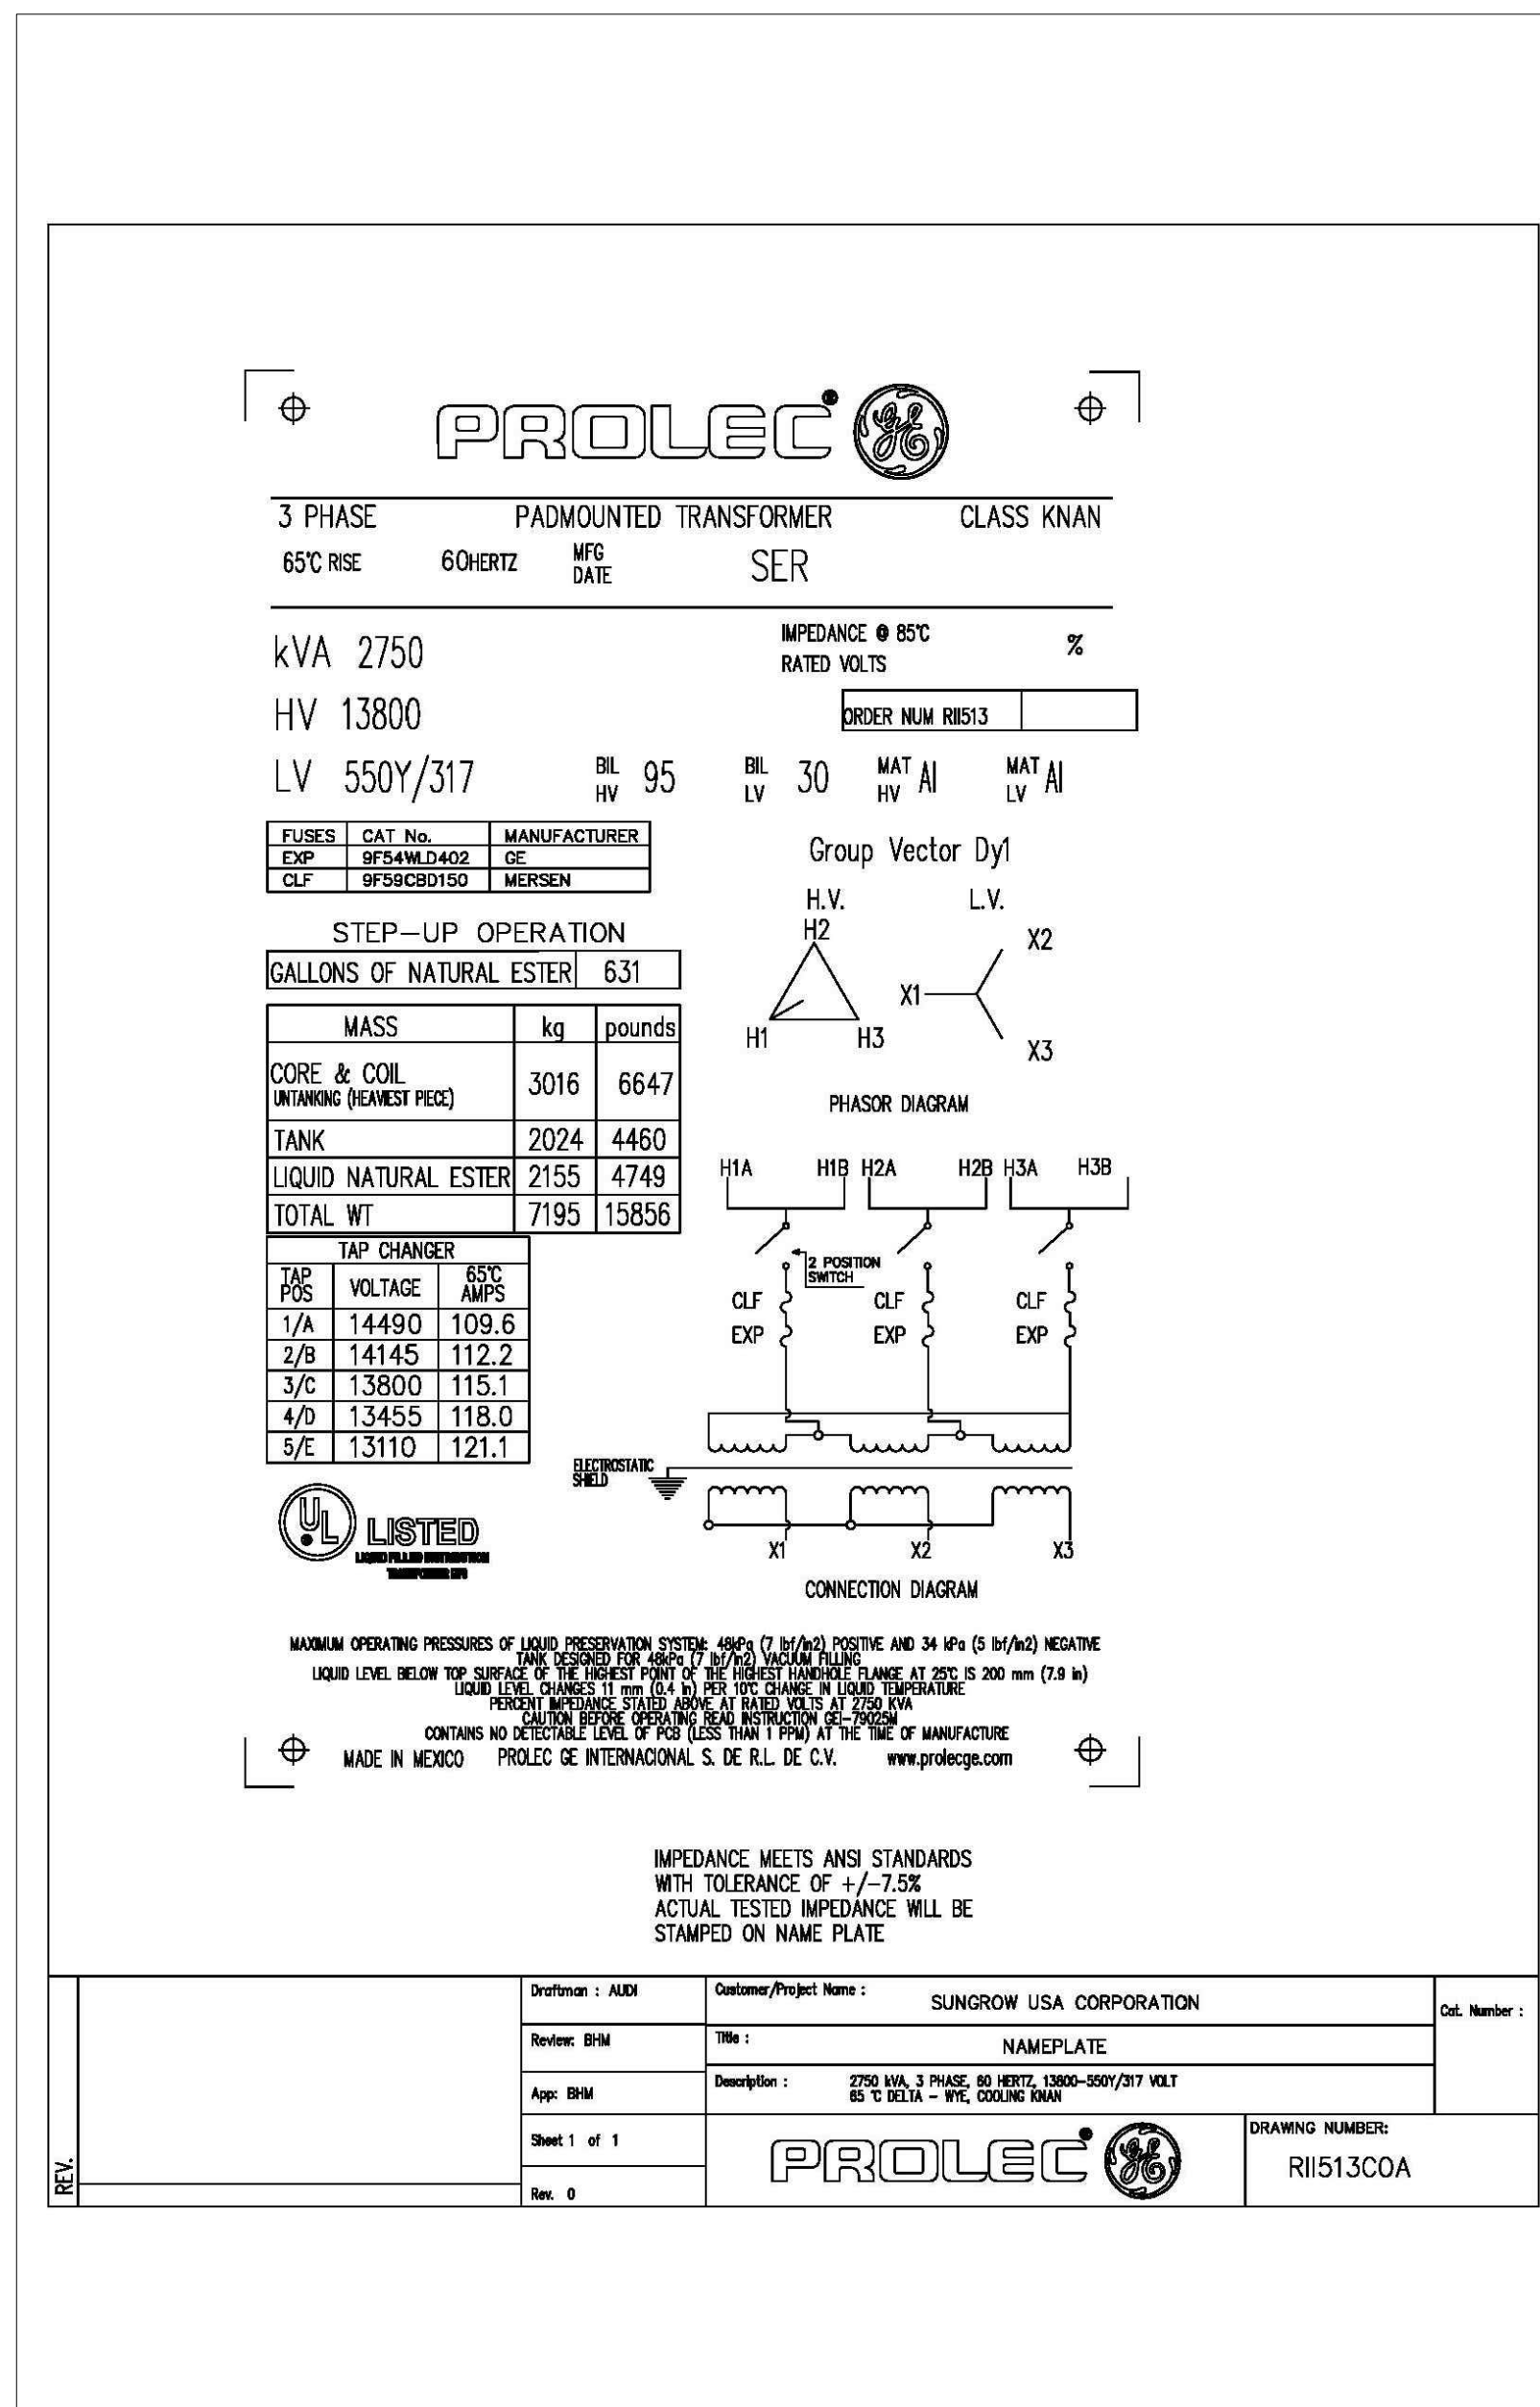 PROLEC® GE
3 PHASE PADMOUNTED TRANSFORMER CLASS KNAN
65°C RISE 60HERTZ MFG DATE SER
kVA 2750
IMPEDANCE @ 85°C %
RATED VOLTS
HV 13800
ORDER NUM RII513
LV 550Y/317 BIL HV 95 BIL LV 30 MAT HV Al MAT LV Al
FUSES CAT No. MANUFACTURER
EXP 9F54WLD402 GE
CLF 9F59CBD150 MERSEN
Group Vector Dy1
H.V. L.V.
H2
X2
X1
H1 H3
X3
PHASOR DIAGRAM
STEP-UP OPERATION
GALLONS OF NATURAL ESTER 631
MASS kg pounds
CORE & COIL 3016 6647
UNTANKING (HEAVIEST PIECE)
TANK 2024 4460
LIQUID NATURAL ESTER 2155 4749
TOTAL WT 7195 15856
TAP CHANGER
TAP POS VOLTAGE 65°C AMPS
1/A 14490 109.6
2/B 14145 112.2
3/C 13800 115.1
4/D 13455 118.0
5/E 13110 121.1
H1A H1B H2A H2B H3A H3B
2 POSITION
SWITCH
CLF CLF CLF
EXP EXP EXP
ELECTROSTATIC
SHIELD
X1 X2 X3
CONNECTION DIAGRAM
UL LISTED
LIQUID FILLED DISTRIBUTION
MAXIMUM OPERATING PRESSURES OF LIQUID PRESERVATION SYSTEM: 48kPa (7 lbf/in2) POSITIVE AND 34 kPa (5 lbf/in2) NEGATIVE
TANK DESIGNED FOR 48kPa (7 lbf/in2) VACUUM FILLING
LIQUID LEVEL BELOW TOP SURFACE OF THE HIGHEST POINT OF THE HIGHEST HANDHOLE FLANGE AT 25°C IS 200 mm (7.9 in)
LIQUID LEVEL CHANGES 11 mm (0.4 in) PER 10°C CHANGE IN LIQUID TEMPERATURE
PERCENT IMPEDANCE STATED ABOVE AT RATED VOLTS AT 2750 KVA
CAUTION BEFORE OPERATING READ INSTRUCTION GEI-79025M
CONTAINS NO DETECTABLE LEVEL OF PCB (LESS THAN 1 PPM) AT THE TIME OF MANUFACTURE
MADE IN MEXICO PROLEC GE INTERNACIONAL S. DE R.L. DE C.V. www.prolecge.com
IMPEDANCE MEETS ANSI STANDARDS
WITH TOLERANCE OF +/-7.5%
ACTUAL TESTED IMPEDANCE WILL BE
STAMPED ON NAME PLATE
REV.
Draftman : AUDI
Review: BHM
App: BHM
Sheet 1 of 1
Rev. 0
Customer/Project Name : SUNGROW USA CORPORATION
Title : NAMEPLATE
Description : 2750 kVA, 3 PHASE, 60 HERTZ, 13800-550Y/317 VOLT
65 °C DELTA - WYE, COOLING KNAN
Cat. Number :
PROLEC® GE
DRAWING NUMBER:
RII513COA